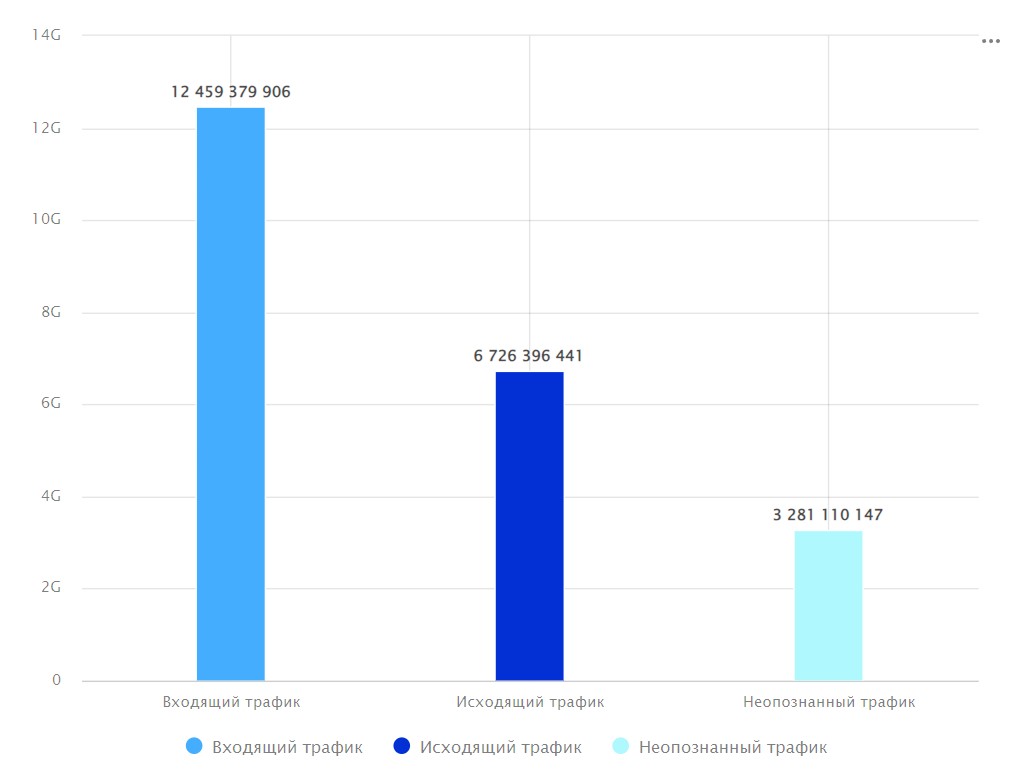 14G
12 459 379 906
12G
10G
8G
6 726 396 441
6G
4G
3 281 110 147
2G
0
Входящий трафик
Исходящий трафик
Неопознанный трафик
Входящий трафик
Исходящий трафик
Неопознанный трафик